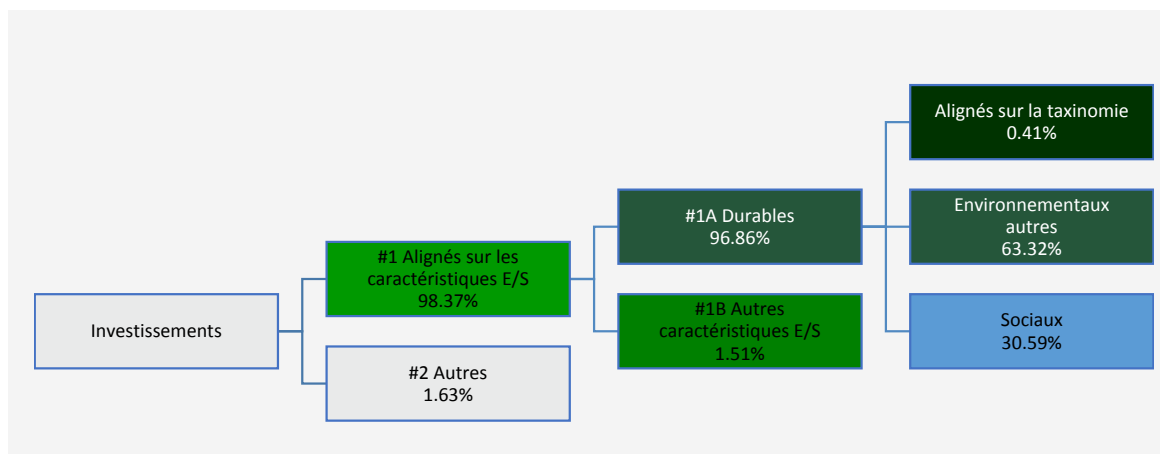 Investissements
#1 Alignés sur les
caractéristiques E/S
98.37%
#2 Autres
1.63%
#1A Durables
96.86%
#1B Autres
caractéristiques E/S
1.51%
Alignés sur la taxinomie
0.41%
Environnementaux
autres
63.32%
Sociaux
30.59%